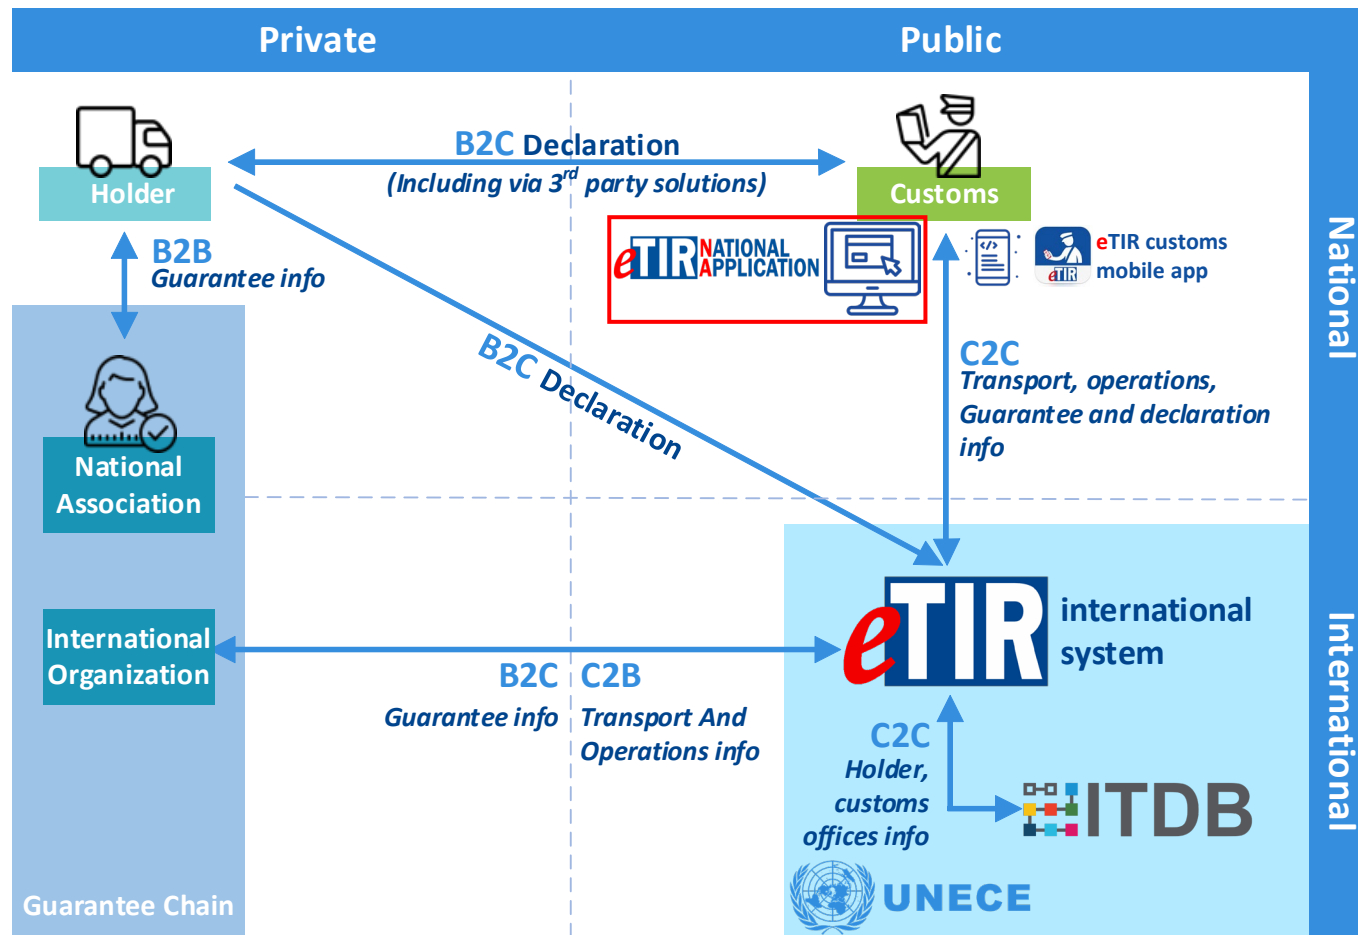 Private
Public
National
International
Holder
B2C Declaration
(Including via 3rd party solutions)
Customs
B2B
Guarantee info
eTIR NATIONAL
APPLICATION
eTIR customs
mobile app
eTIR
B2C Declaration
C2C
Transport, operations,
Guarantee and declaration
info
National
Association
International
Organization
Guarantee Chain
B2C
Guarantee info
C2B
Transport And
Operations info
eTIR
international
system
C2C
Holder,
customs
offices info
ITDB
UNECE